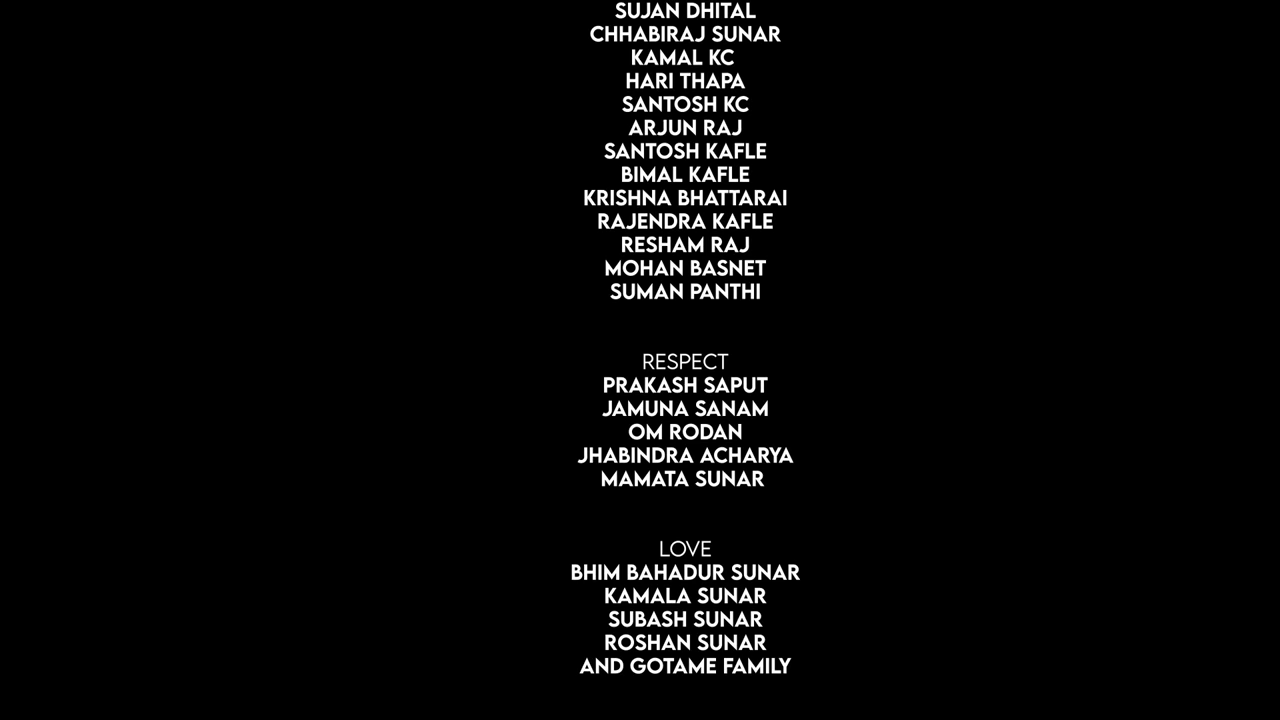 SUJAN DHITAL
CHHABIRAJ SUNAR
KAMAL KC
HARI THAPA
SANTOSH KC
ARJUN RAJ
SANTOSH KAFLE
BIMAL KAFLE
KRISHNA BHATTARAI
RAJENDRA KAFLE
RESHAM RAJ
MOHAN BASNET
SUMAN PANTHI
RESPECT
PRAKASH SAPUT
JAMUNA SANAM
OM RODAN
JHABINDRA ACHARYA
MAMATA SUNAR
LOVE
BHIM BAHADUR SUNAR
KAMALA SUNAR
SUBASH SUNAR
ROSHAN SUNAR
AND GOTAME FAMILY